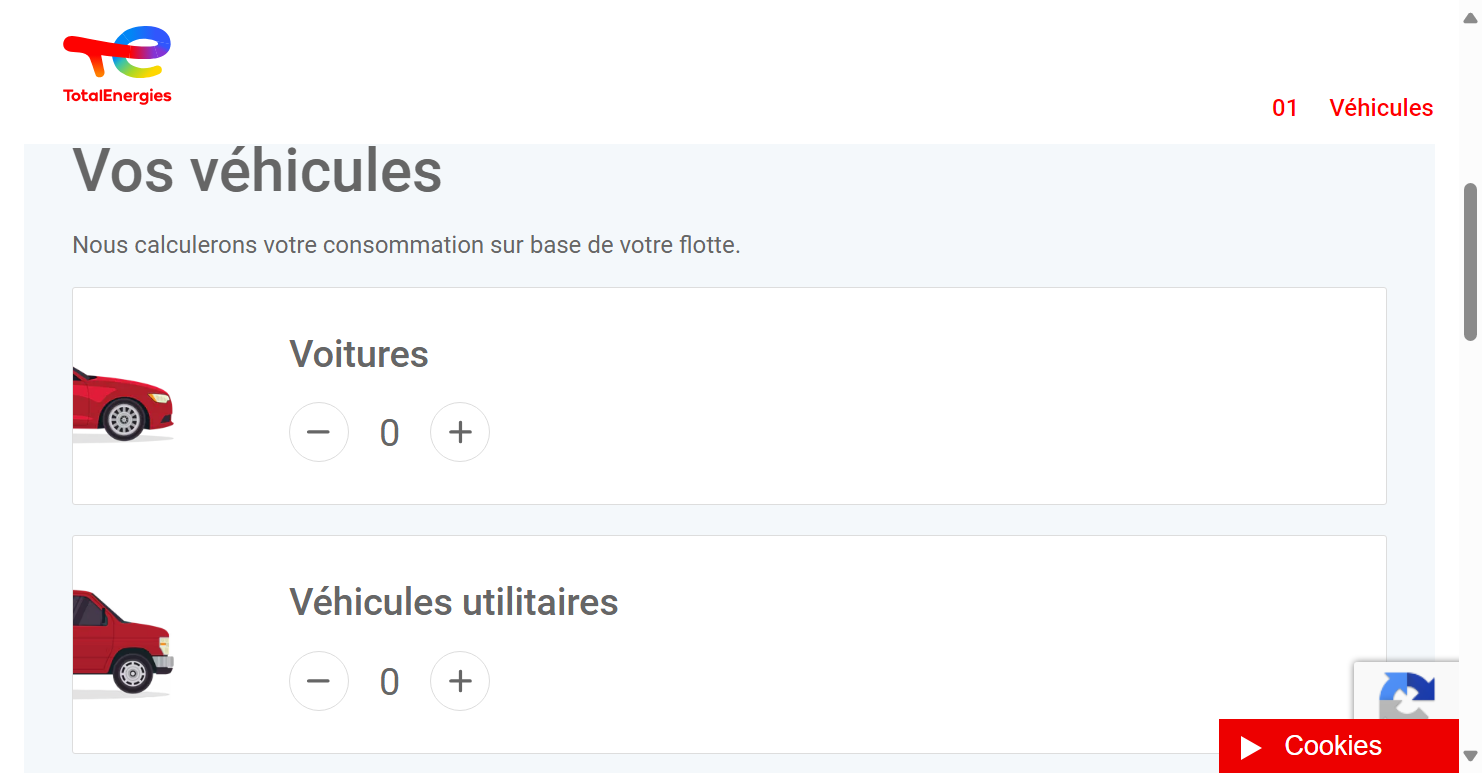 TotalEnergies
01 Véhicules
Vos véhicules
Nous calculerons votre consommation sur base de votre flotte.
Voitures
− 0 +
Véhicules utilitaires
− 0 +
Cookies